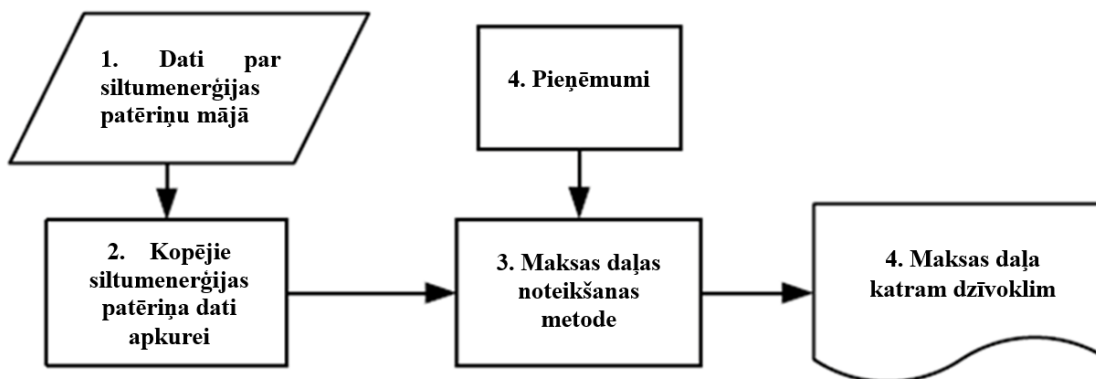 1. Dati par
siltumenerģijas
patēriņu mājā
4. Pieņēmumi
2. Kopējie
siltumenerģijas
patēriņa dati
apkurei
3. Maksas daļas
noteikšanas
metode
4. Maksas daļa
katram dzīvoklim